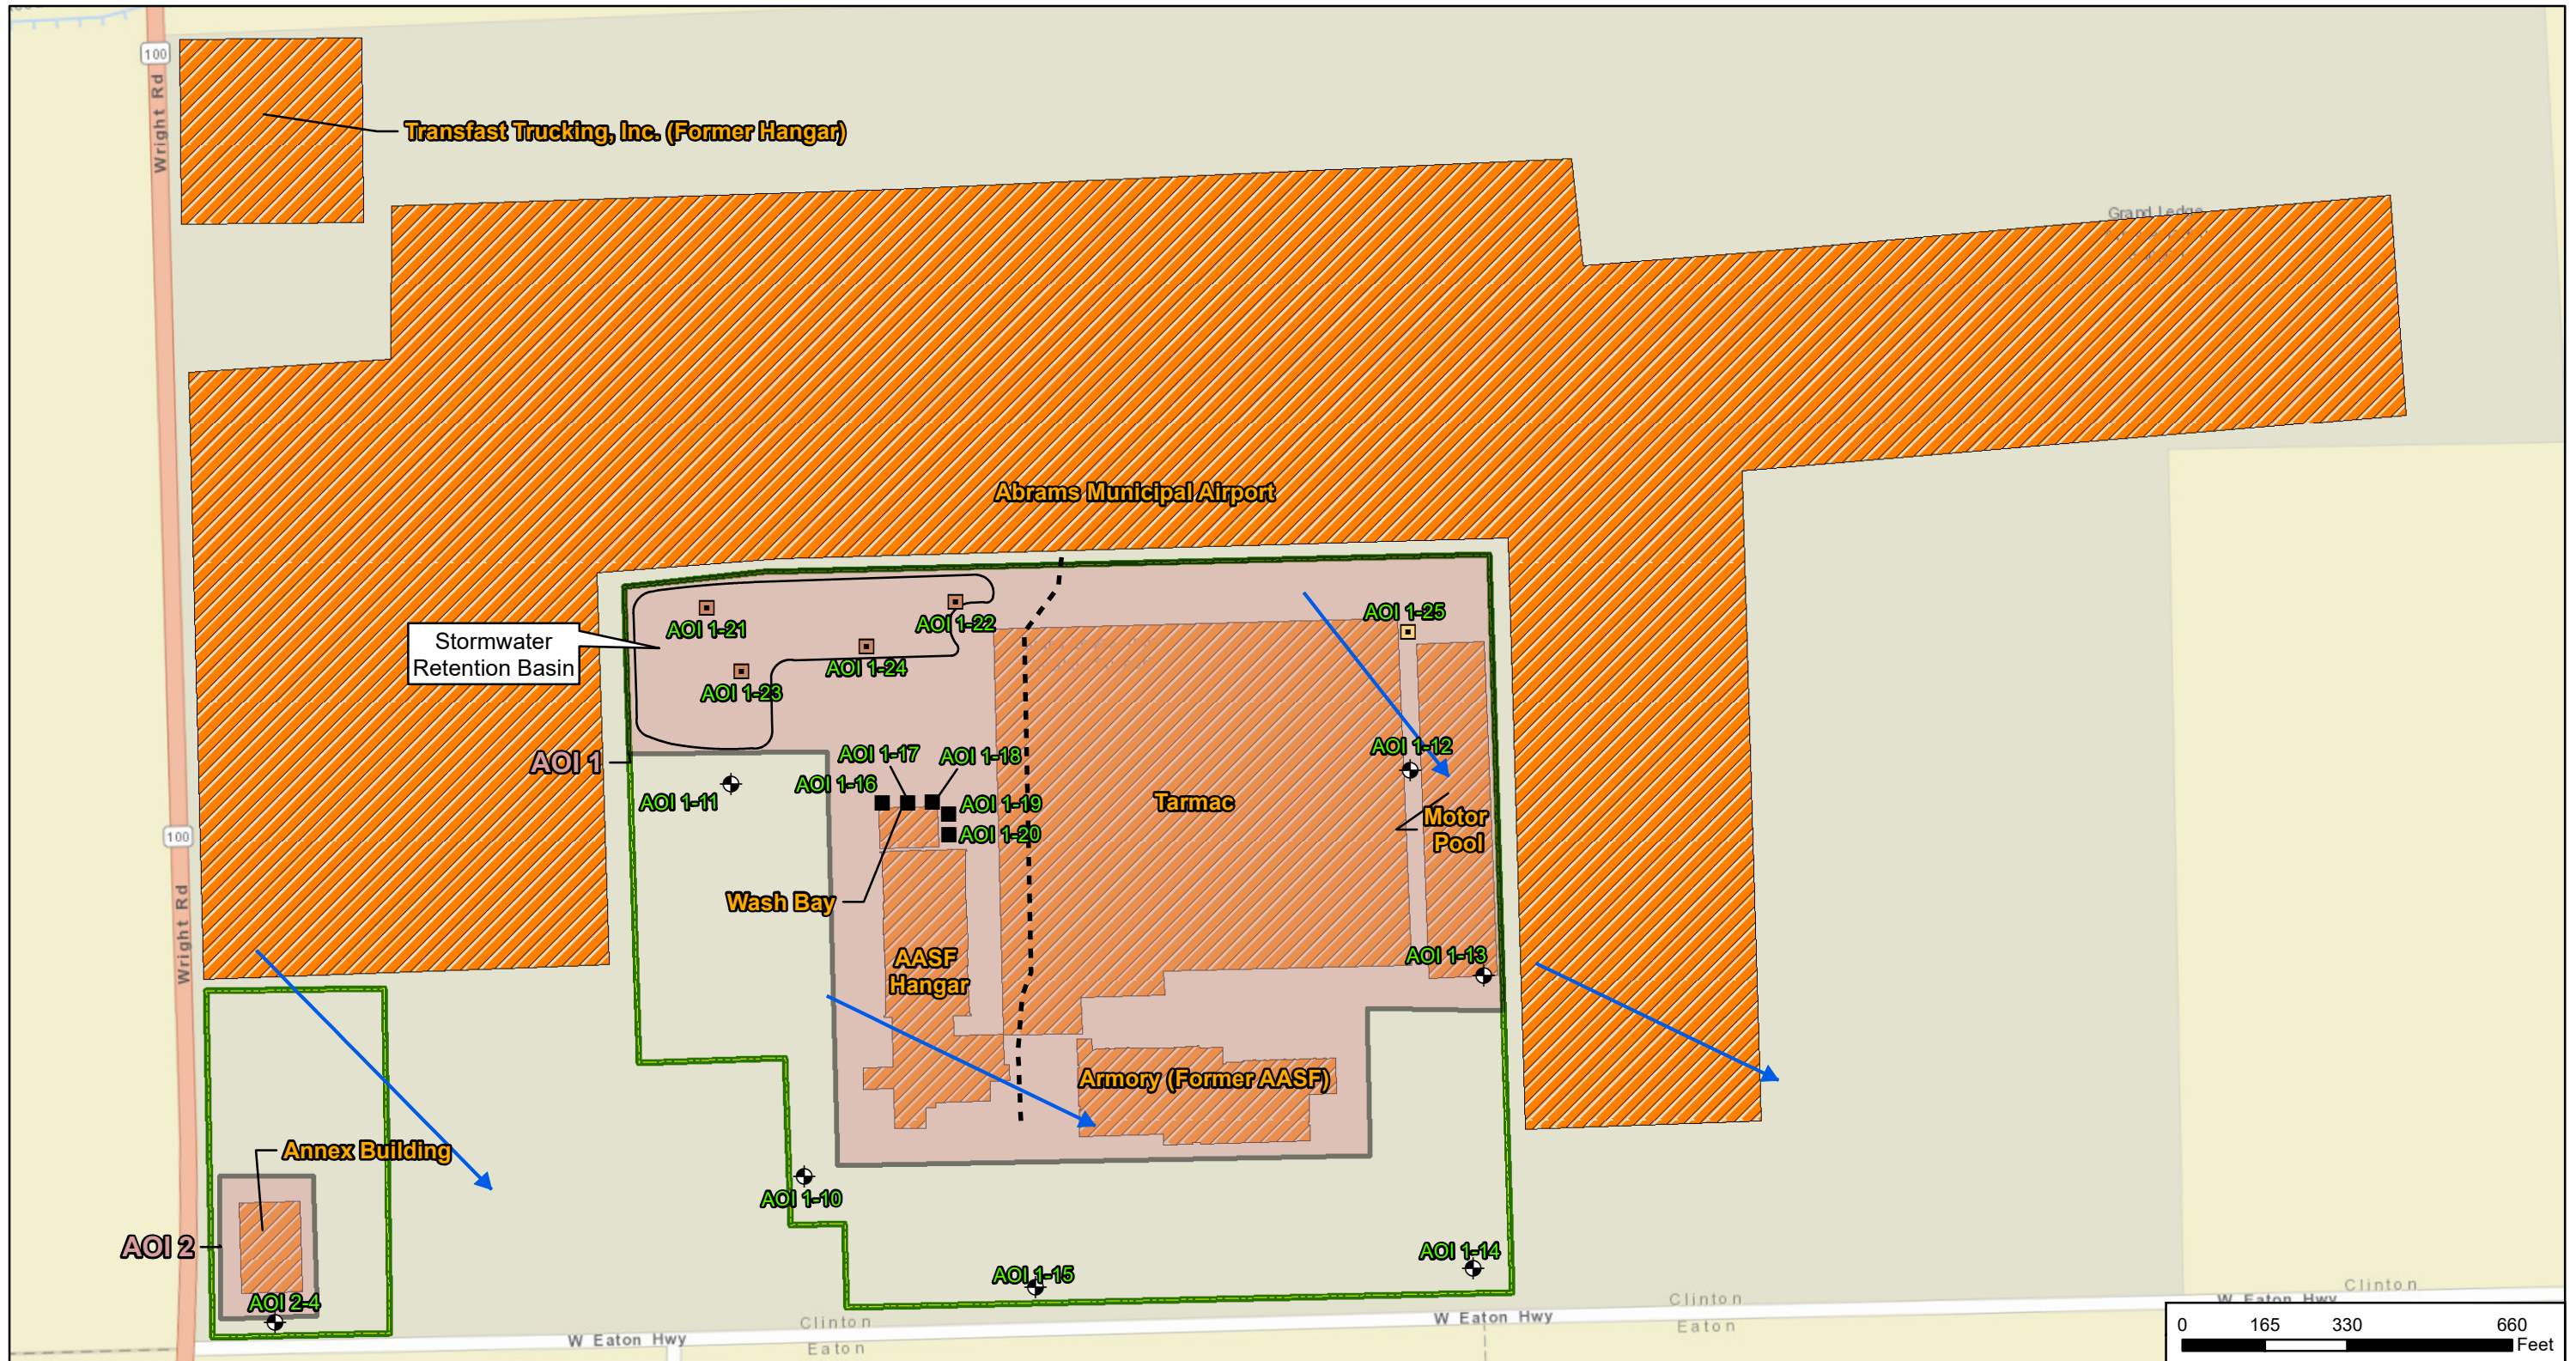 100
Wright Rd
Transfast Trucking, Inc. (Former Hangar)
Grand Ledge
Abrams Municipal Airport
Stormwater
Retention Basin
AOI 1-21
AOI 1-22
AOI 1-23
AOI 1-24
AOI 1-25
AOI 1
AOI 1-17
AOI 1-18
AOI 1-16
AOI 1-19
AOI 1-20
AOI 1-11
AOI 1-12
Tarmac
Motor
Pool
100
Wright Rd
Wash Bay
AASF
Hangar
AOI 1-13
Armory (Former AASF)
Annex Building
AOI 1-10
AOI 2
AOI 1-14
AOI 1-15
AOI 2-4
Clinton
W Eaton Hwy
Eaton
Clinton
W Eaton Hwy
Eaton
Clinton
W Eaton Hwy
0 165 330 660
Feet